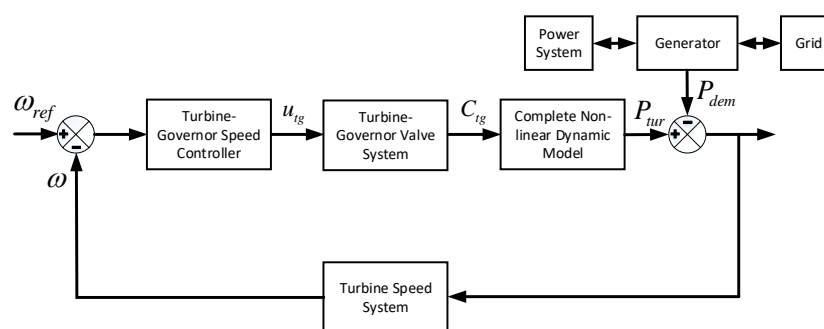 Power
System
Generator
Grid
ω_ref
+
-
ω
Turbine-
Governor Speed
Controller
u_tg
Turbine-
Governor Valve
System
C_tg
Complete Non-
linear Dynamic
Model
P_tur
P_dem
+
-
Turbine Speed
System